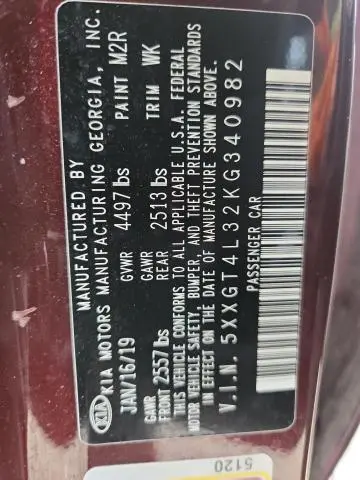 MANUFACTURED BY
KIA KIA MOTORS MANUFACTURING GEORGIA, INC.
JAN/16/19 GVWR 4497 lbs PAINT M2R
GAWR FRONT 2557 lbs GAWR REAR 2513 lbs TRIM WK
THIS VEHICLE CONFORMS TO ALL APPLICABLE U.S.A. FEDERAL
MOTOR VEHICLE SAFETY, BUMPER, AND THEFT PREVENTION STANDARDS
IN EFFECT ON THE DATE OF MANUFACTURE SHOWN ABOVE.
V.I.N. 5XXGT4L32KG340982
PASSENGER CAR
5120